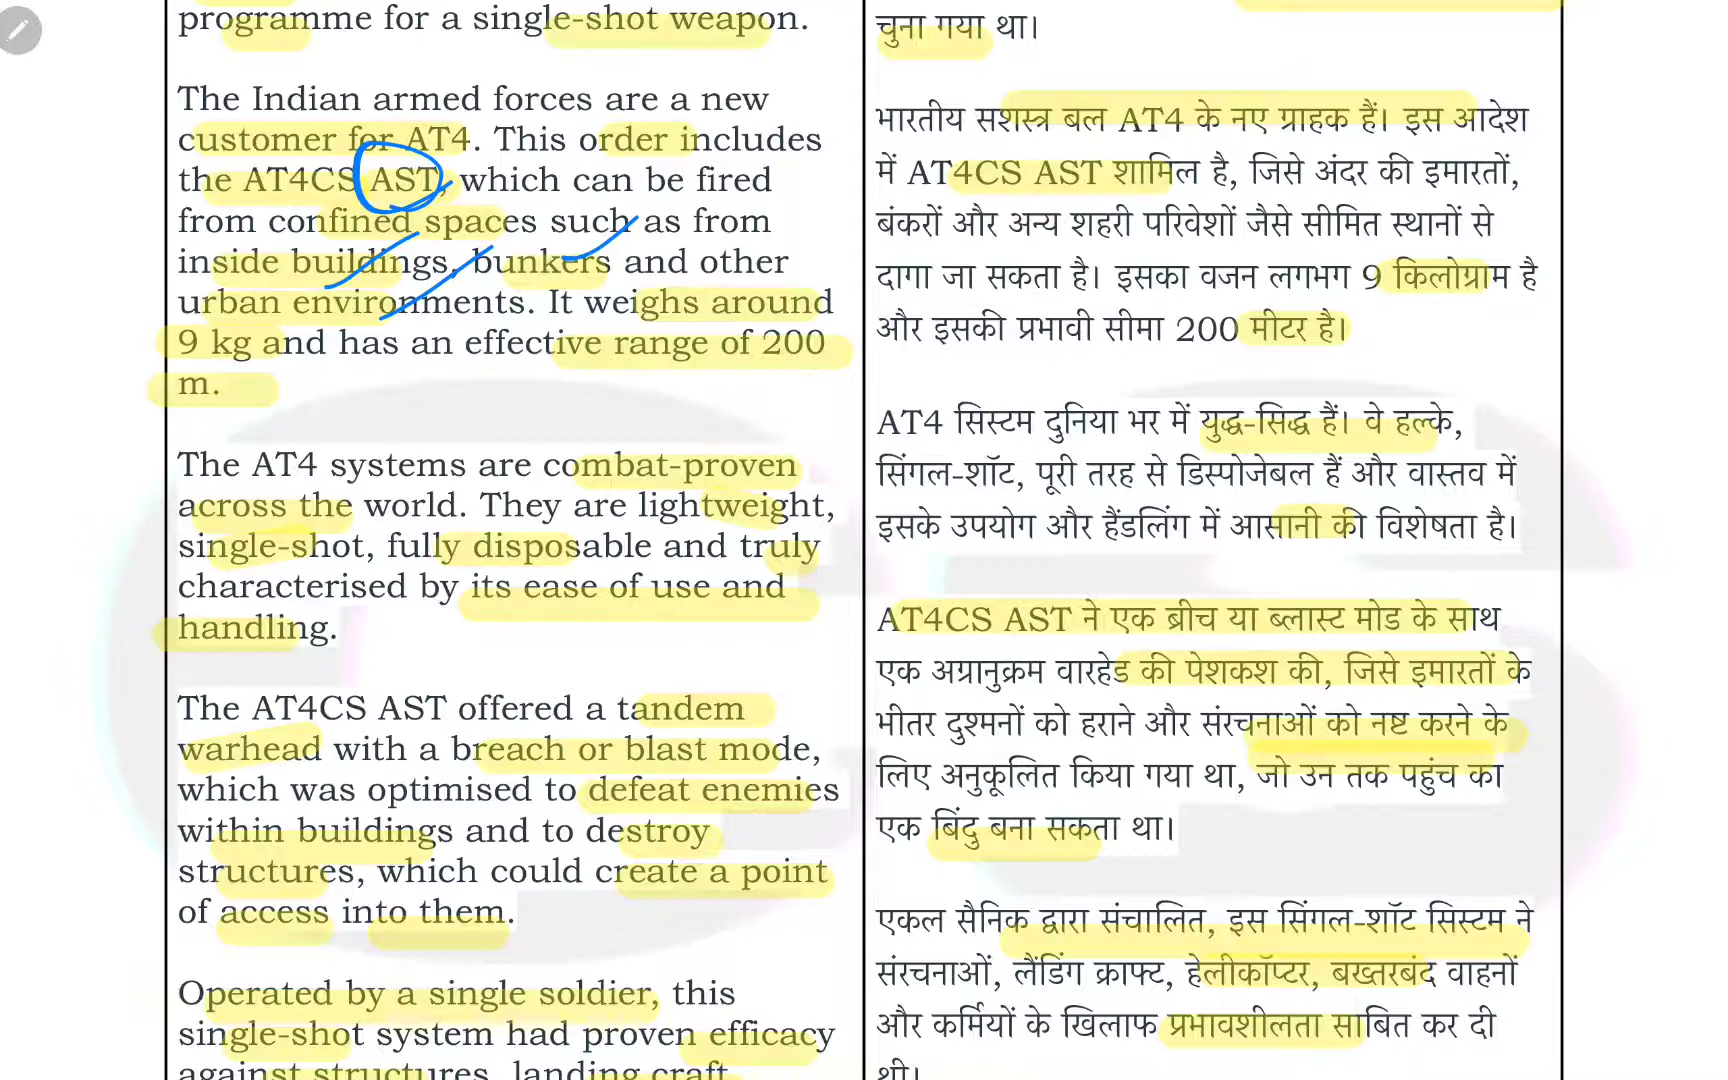 programme for a single-shot weapon.
The Indian armed forces are a new
customer for AT4. This order includes
the AT4CS AST, which can be fired
from confined spaces such as from
inside buildings, bunkers and other
urban environments. It weighs around
9 kg and has an effective range of 200
m.
The AT4 systems are combat-proven
across the world. They are lightweight,
single-shot, fully disposable and truly
characterised by its ease of use and
handling.
The AT4CS AST offered a tandem
warhead with a breach or blast mode,
which was optimised to defeat enemies
within buildings and to destroy
structures, which could create a point
of access into them.
Operated by a single soldier, this
single-shot system had proven efficacy
against structures, landing craft,
चुना गया था।
भारतीय सशस्त्र बल AT4 के नए ग्राहक हैं। इस आदेश
में AT4CS AST शामिल है, जिसे अंदर की इमारतों,
बंकरों और अन्य शहरी परिवेशों जैसे सीमित स्थानों से
दागा जा सकता है। इसका वजन लगभग 9 किलोग्राम है
और इसकी प्रभावी सीमा 200 मीटर है।
AT4 सिस्टम दुनिया भर में युद्ध-सिद्ध हैं। वे हल्के,
सिंगल-शॉट, पूरी तरह से डिस्पोजेबल हैं और वास्तव में
इसके उपयोग और हैंडलिंग में आसानी की विशेषता है।
AT4CS AST ने एक ब्रीच या ब्लास्ट मोड के साथ
एक अग्रानुक्रम वारहेड की पेशकश की, जिसे इमारतों के
भीतर दुश्मनों को हराने और संरचनाओं को नष्ट करने के
लिए अनुकूलित किया गया था, जो उन तक पहुंच का
एक बिंदु बना सकता था।
एकल सैनिक द्वारा संचालित, इस सिंगल-शॉट सिस्टम ने
संरचनाओं, लैंडिंग क्राफ्ट, हेलीकॉप्टर, बख्तरबंद वाहनों
और कर्मियों के खिलाफ प्रभावशीलता साबित कर दी
थी।